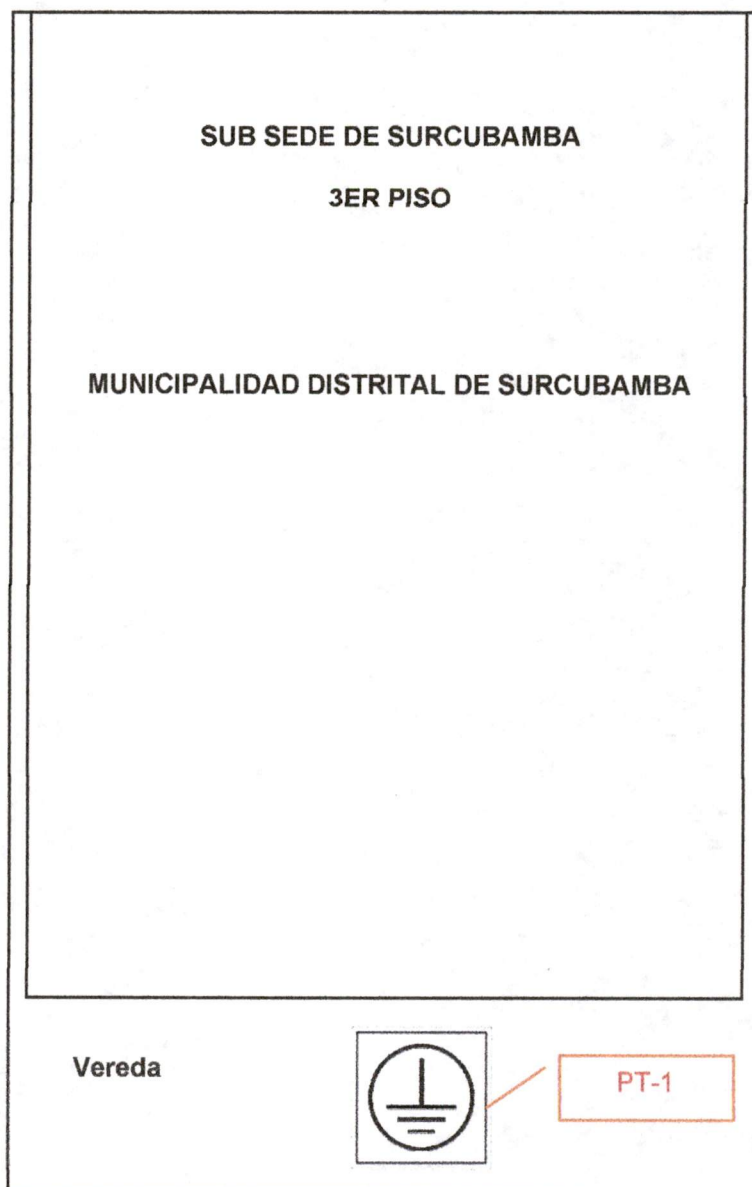 SUB SEDE DE SURCUBAMBA
3ER PISO
MUNICIPALIDAD DISTRITAL DE SURCUBAMBA
Vereda
PT-1